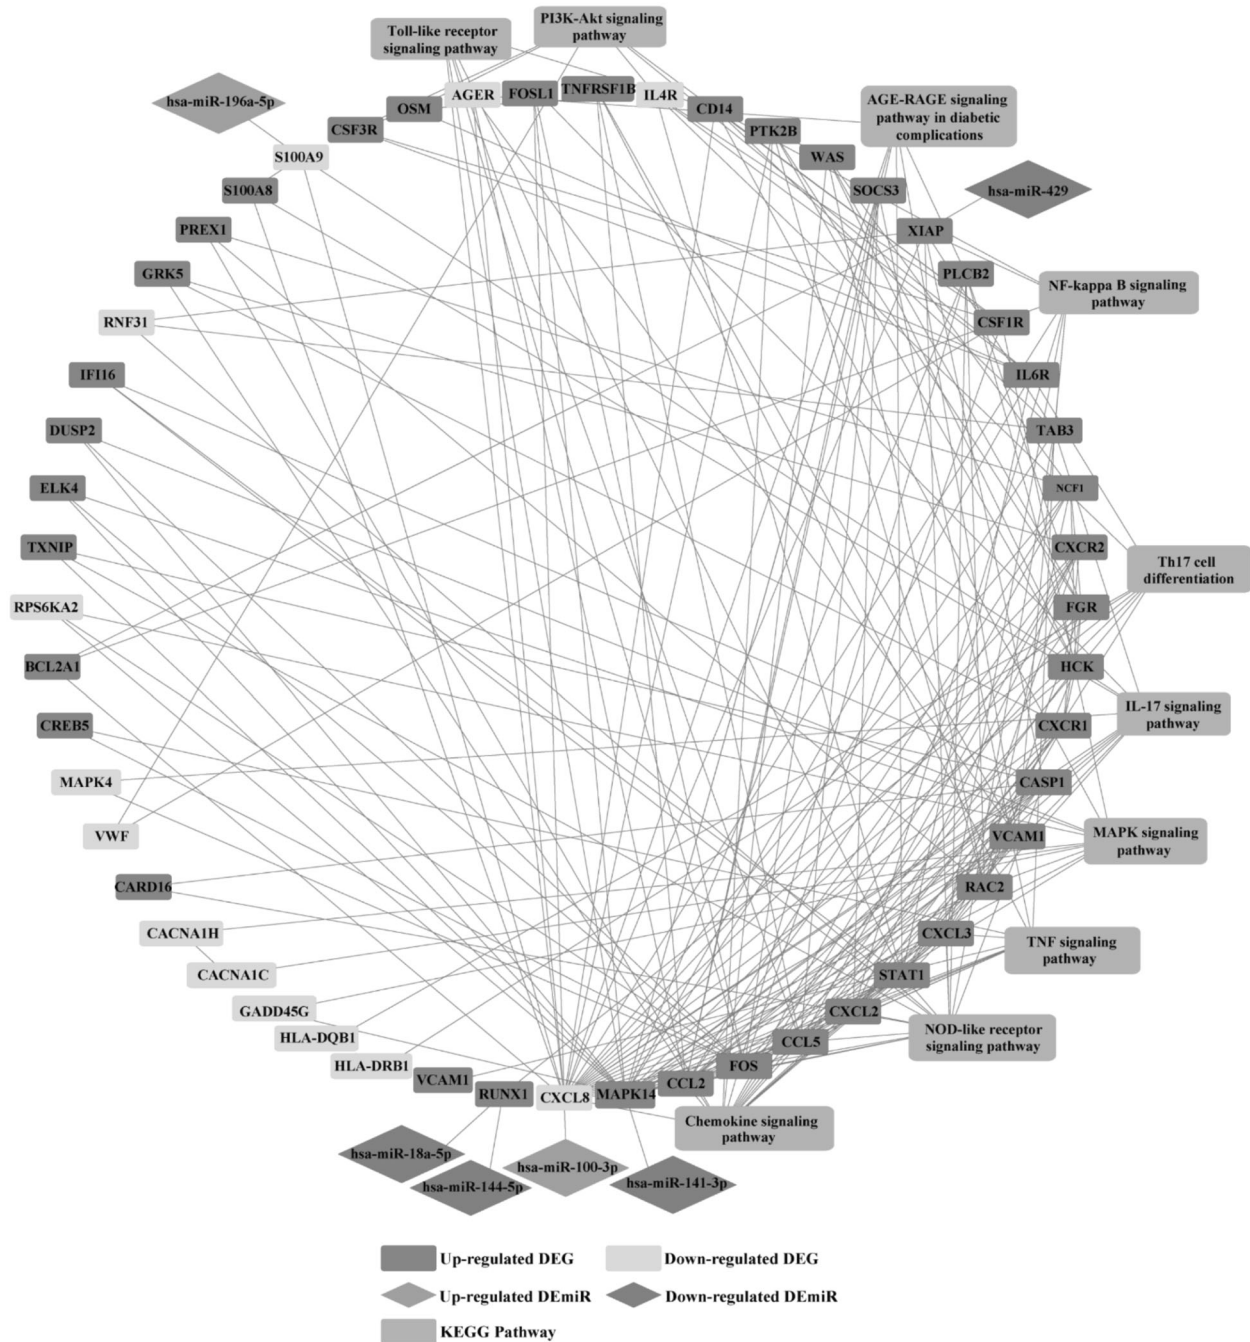 PI3K-Akt signaling
pathway
Toll-like receptor
signaling pathway
hsa-miR-196a-5p
AGER
FOSL1
TNFRSF1B
IL4R
OSM
CD14
CSF3R
PTK2B
AGE-RAGE signaling
pathway in diabetic
complications
S100A9
WAS
S100A8
SOCS3
hsa-miR-429
PREX1
XIAP
GRK5
PLCB2
NF-kappa B signaling
pathway
RNF31
CSF1R
IFI16
IL6R
DUSP2
TAB3
ELK4
NCF1
TXNIP
CXCR2
Th17 cell
differentiation
RPS6KA2
FGR
BCL2A1
HCK
CREB5
CXCR1
IL-17 signaling
pathway
MAPK4
CASP1
VWF
VCAM1
MAPK signaling
pathway
CARD16
RAC2
CACNA1H
CXCL3
TNF signaling
pathway
CACNA1C
STAT1
GADD45G
CXCL2
NOD-like receptor
signaling pathway
HLA-DQB1
CCL5
HLA-DRB1
FOS
VCAM1
CCL2
RUNX1
CXCL8
MAPK14
Chemokine signaling
pathway
hsa-miR-18a-5p
hsa-miR-144-5p
hsa-miR-100-3p
hsa-miR-141-3p
Up-regulated DEG
Down-regulated DEG
Up-regulated DEmiR
Down-regulated DEmiR
KEGG Pathway